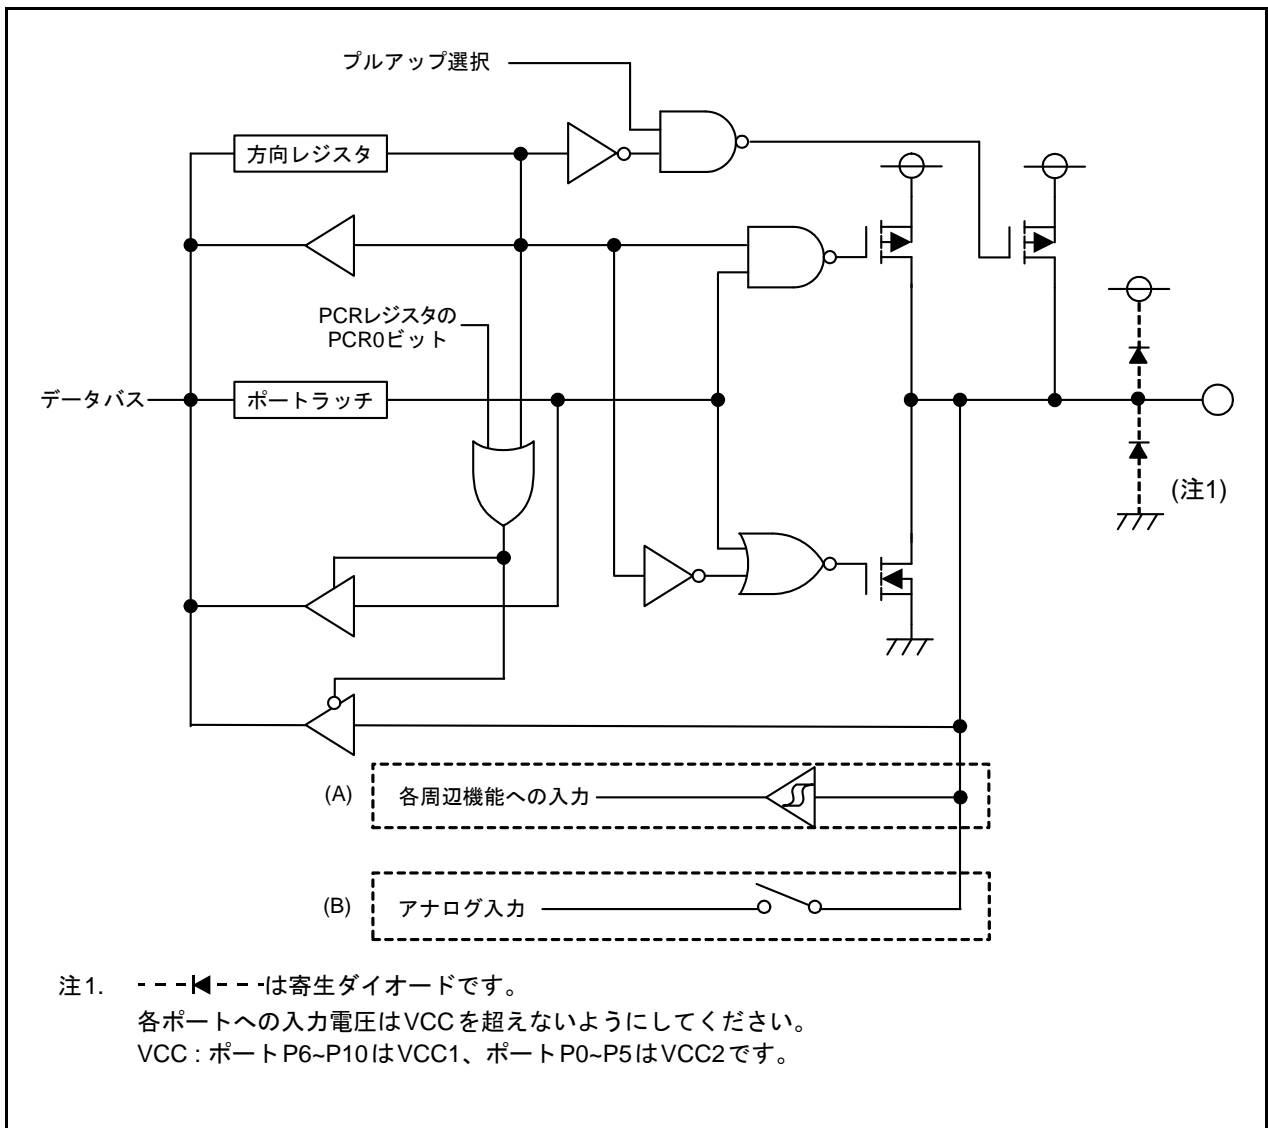 プルアップ選択
方向レジスタ
PCRレジスタの
PCR0ビット
データバス
ポートラッチ
(注1)
(A)
各周辺機能への入力
(B)
アナログ入力
注1. は寄生ダイオードです。
各ポートへの入力電圧はVCCを超えないようにしてください。
VCC : ポートP6~P10はVCC1、ポートP0~P5はVCC2です。